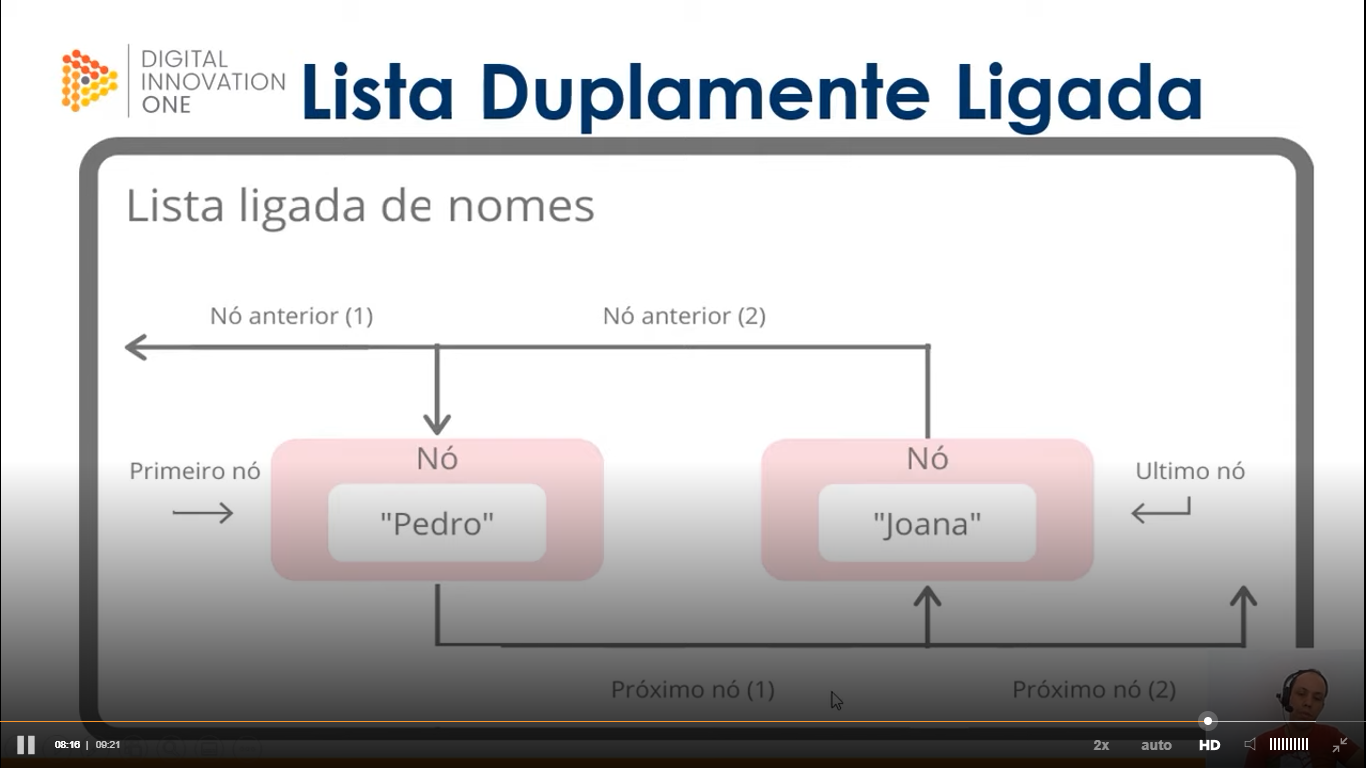 DIGITAL
INNOVATION
ONE
Lista Duplamente Ligada
Lista ligada de nomes
Nó anterior (1)
Nó anterior (2)
Primeiro nó
Nó
"Pedro"
Nó
"Joana"
Ultimo nó
Próximo nó (1)
Próximo nó (2)
08:16 | 09:21
2x
auto
HD